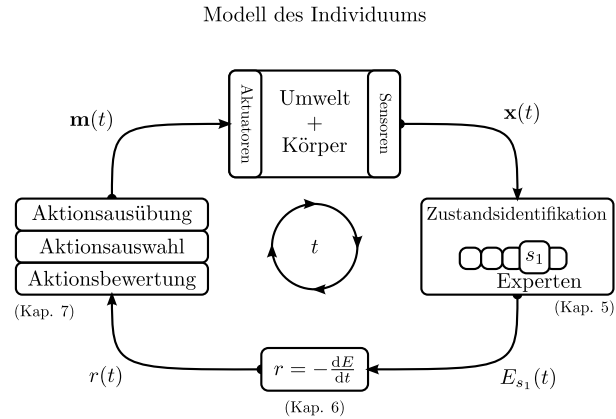 Modell des Individuums
Aktuatoren
Umwelt
+
Körper
Sensoren
m(t)
x(t)
Aktionsausübung
Aktionsauswahl
Aktionsbewertung
(Kap. 7)
t
Zustandsidentifikation
s₁
Experten
(Kap. 5)
r(t)
r = −dE/dt
(Kap. 6)
Eₛ₁(t)